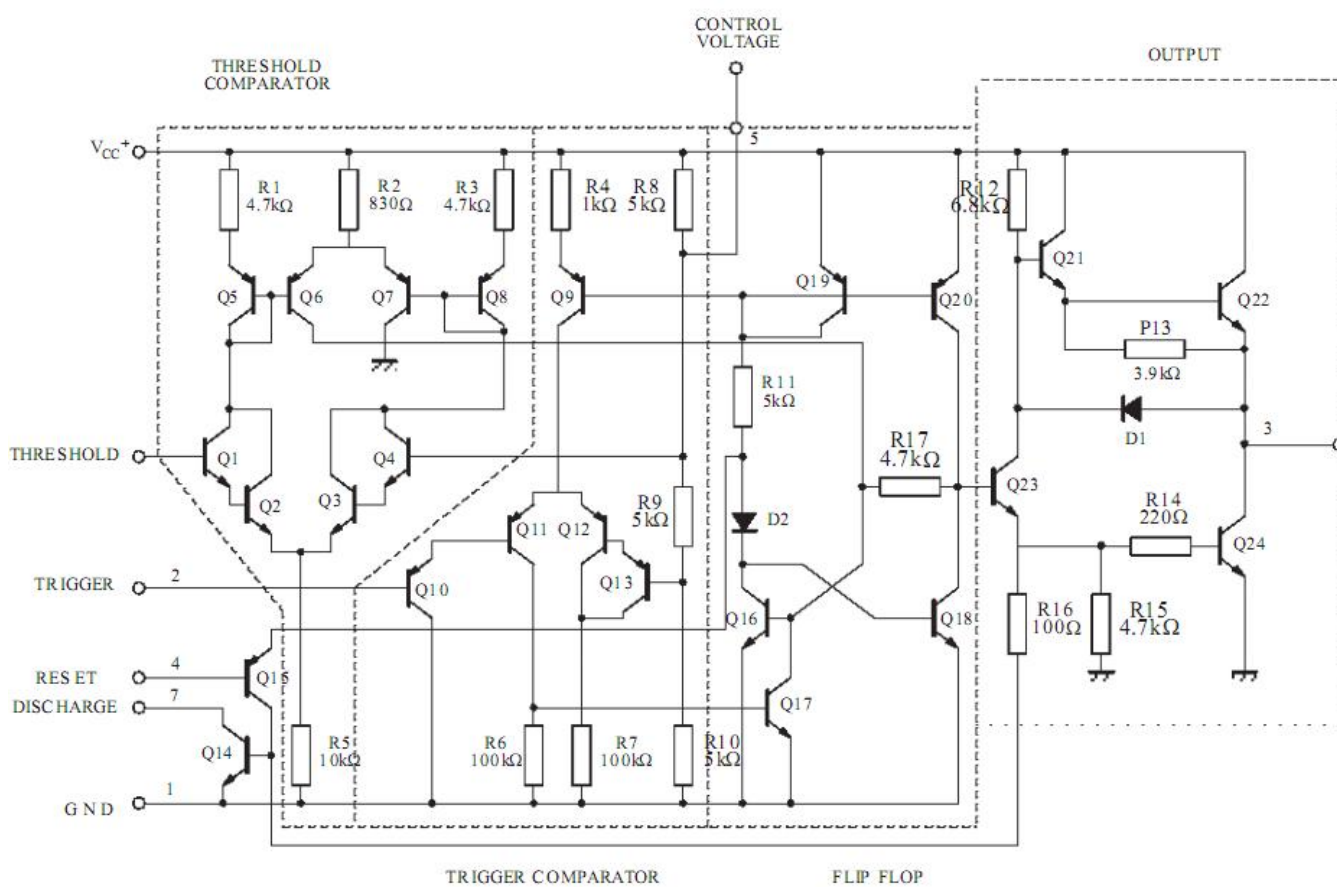 CONTROL
VOLTAGE
THRESHOLD
COMPARATOR
OUTPUT
5
VCC+
R1
4.7kΩ
R2
830Ω
R3
4.7kΩ
R4
1kΩ
R8
5kΩ
R12
6.8kΩ
Q5
Q6
Q7
Q8
Q9
Q19
Q20
Q21
Q22
P13
3.9kΩ
R11
5kΩ
D1
3
THRESHOLD
Q1
Q2
Q3
Q4
R17
4.7kΩ
Q23
R9
5kΩ
D2
R14
220Ω
Q24
Q11
Q12
Q13
TRIGGER
2
Q10
Q16
Q18
R16
100Ω
R15
4.7kΩ
RESET
4
Q15
DISCHARGE
7
Q14
Q17
R5
10kΩ
R6
100kΩ
R7
100kΩ
R10
5kΩ
GND
1
TRIGGER COMPARATOR
FLIP FLOP